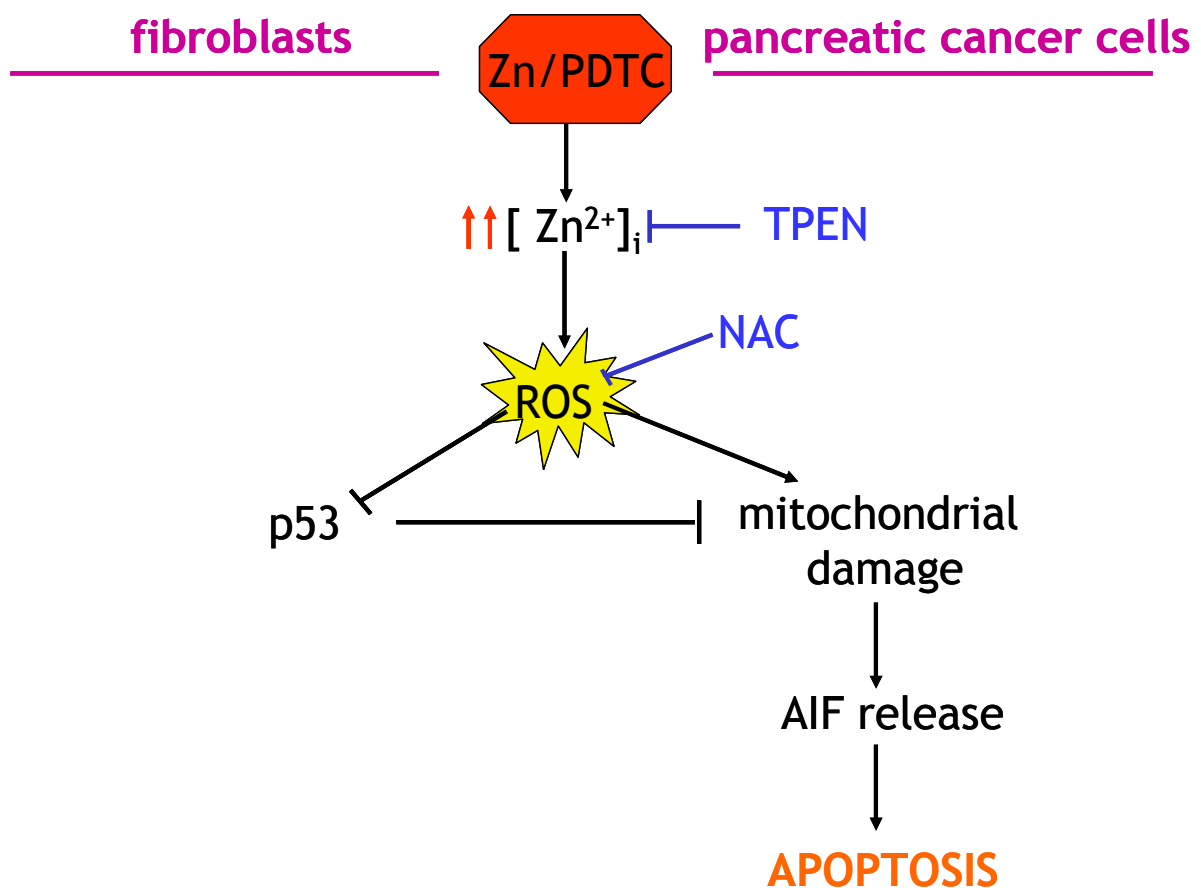 fibroblasts
Zn/PDTC
pancreatic cancer cells
[ Zn²⁺]ᵢ
TPEN
NAC
ROS
p53
mitochondrial
damage
AIF release
APOPTOSIS